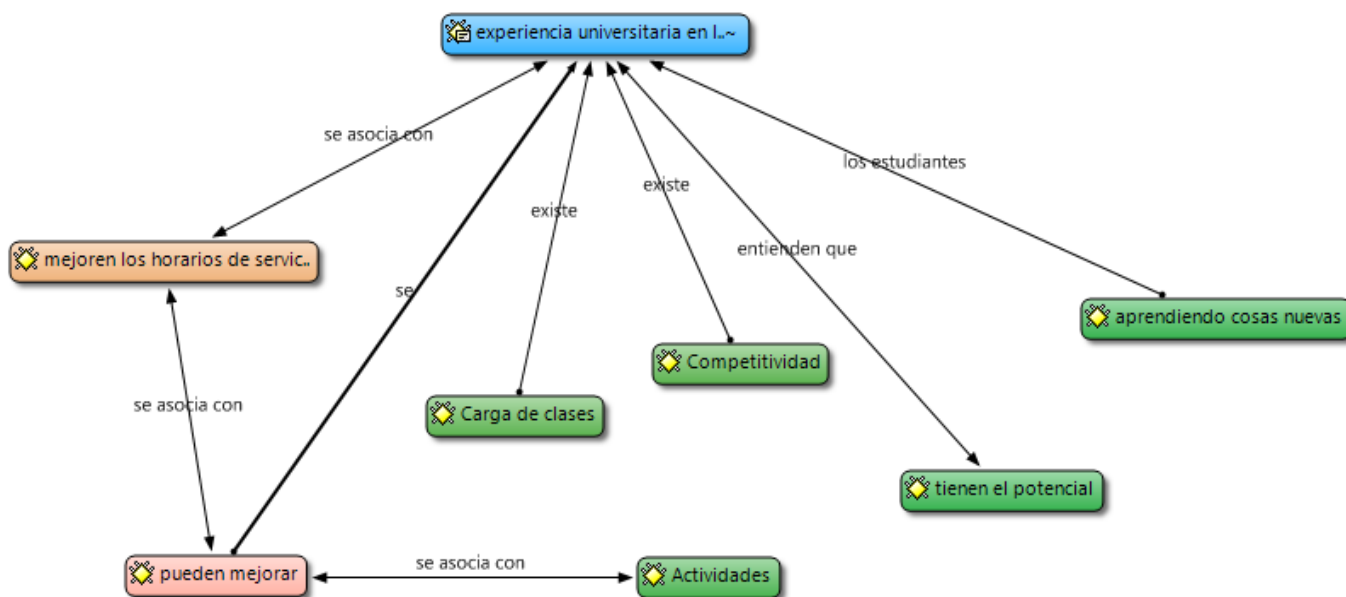 experiencia universitaria en l..~
se asocia con
los estudiantes
existe
existe
entienden que
mejoren los horarios de servic..
se
aprendiendo cosas nuevas
Competitividad
Carga de clases
se asocia con
tienen el potencial
se asocia con
pueden mejorar
Actividades